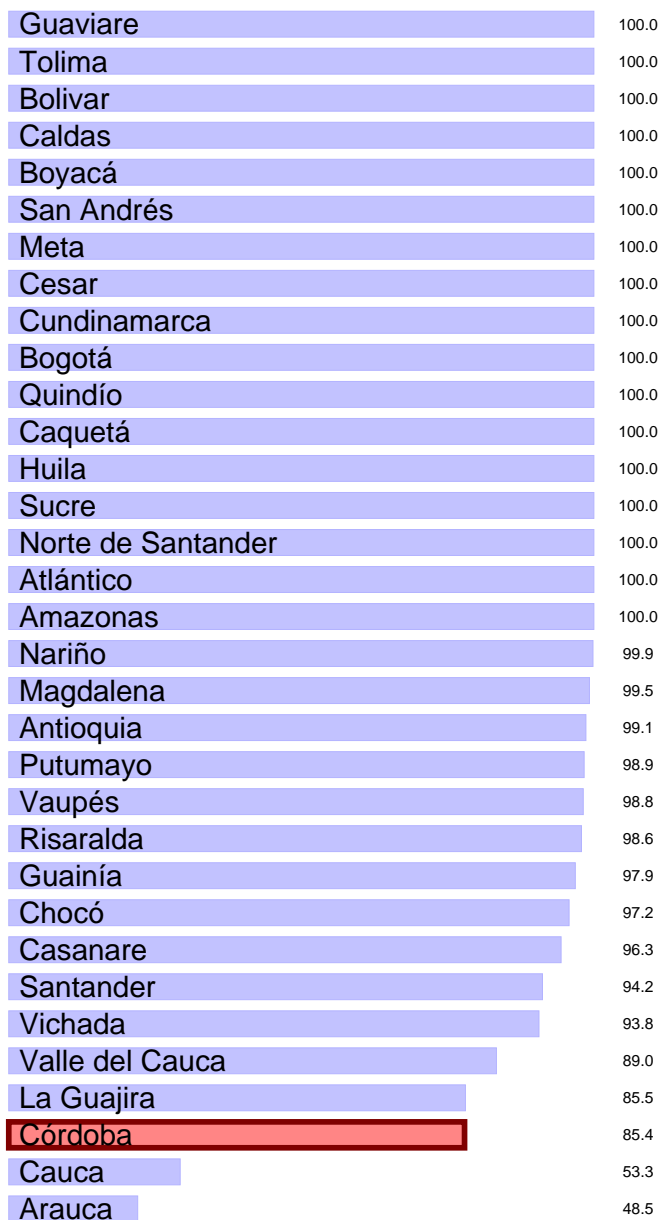 Guaviare 100.0
Tolima 100.0
Bolivar 100.0
Caldas 100.0
Boyacá 100.0
San Andrés 100.0
Meta 100.0
Cesar 100.0
Cundinamarca 100.0
Bogotá 100.0
Quindío 100.0
Caquetá 100.0
Huila 100.0
Sucre 100.0
Norte de Santander 100.0
Atlántico 100.0
Amazonas 100.0
Nariño 99.9
Magdalena 99.5
Antioquia 99.1
Putumayo 98.9
Vaupés 98.8
Risaralda 98.6
Guainía 97.9
Chocó 97.2
Casanare 96.3
Santander 94.2
Vichada 93.8
Valle del Cauca 89.0
La Guajira 85.5
Córdoba 85.4
Cauca 53.3
Arauca 48.5